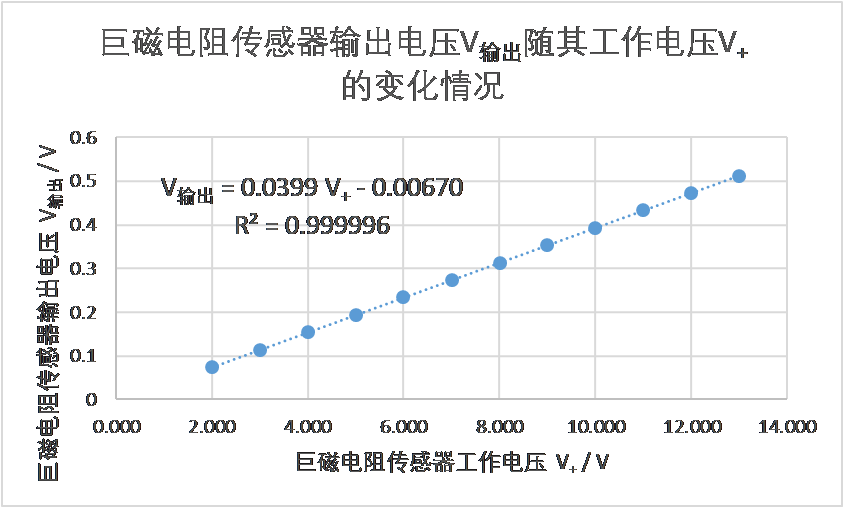 巨磁电阻传感器输出电压V输出随其工作电压V+
的变化情况
巨磁电阻传感器输出电压 V输出 / V
0.6
0.5
0.4
0.3
0.2
0.1
0
V输出 = 0.0399 V+ - 0.00670
R² = 0.999996
0.000 2.000 4.000 6.000 8.000 10.000 12.000 14.000
巨磁电阻传感器工作电压 V+ / V